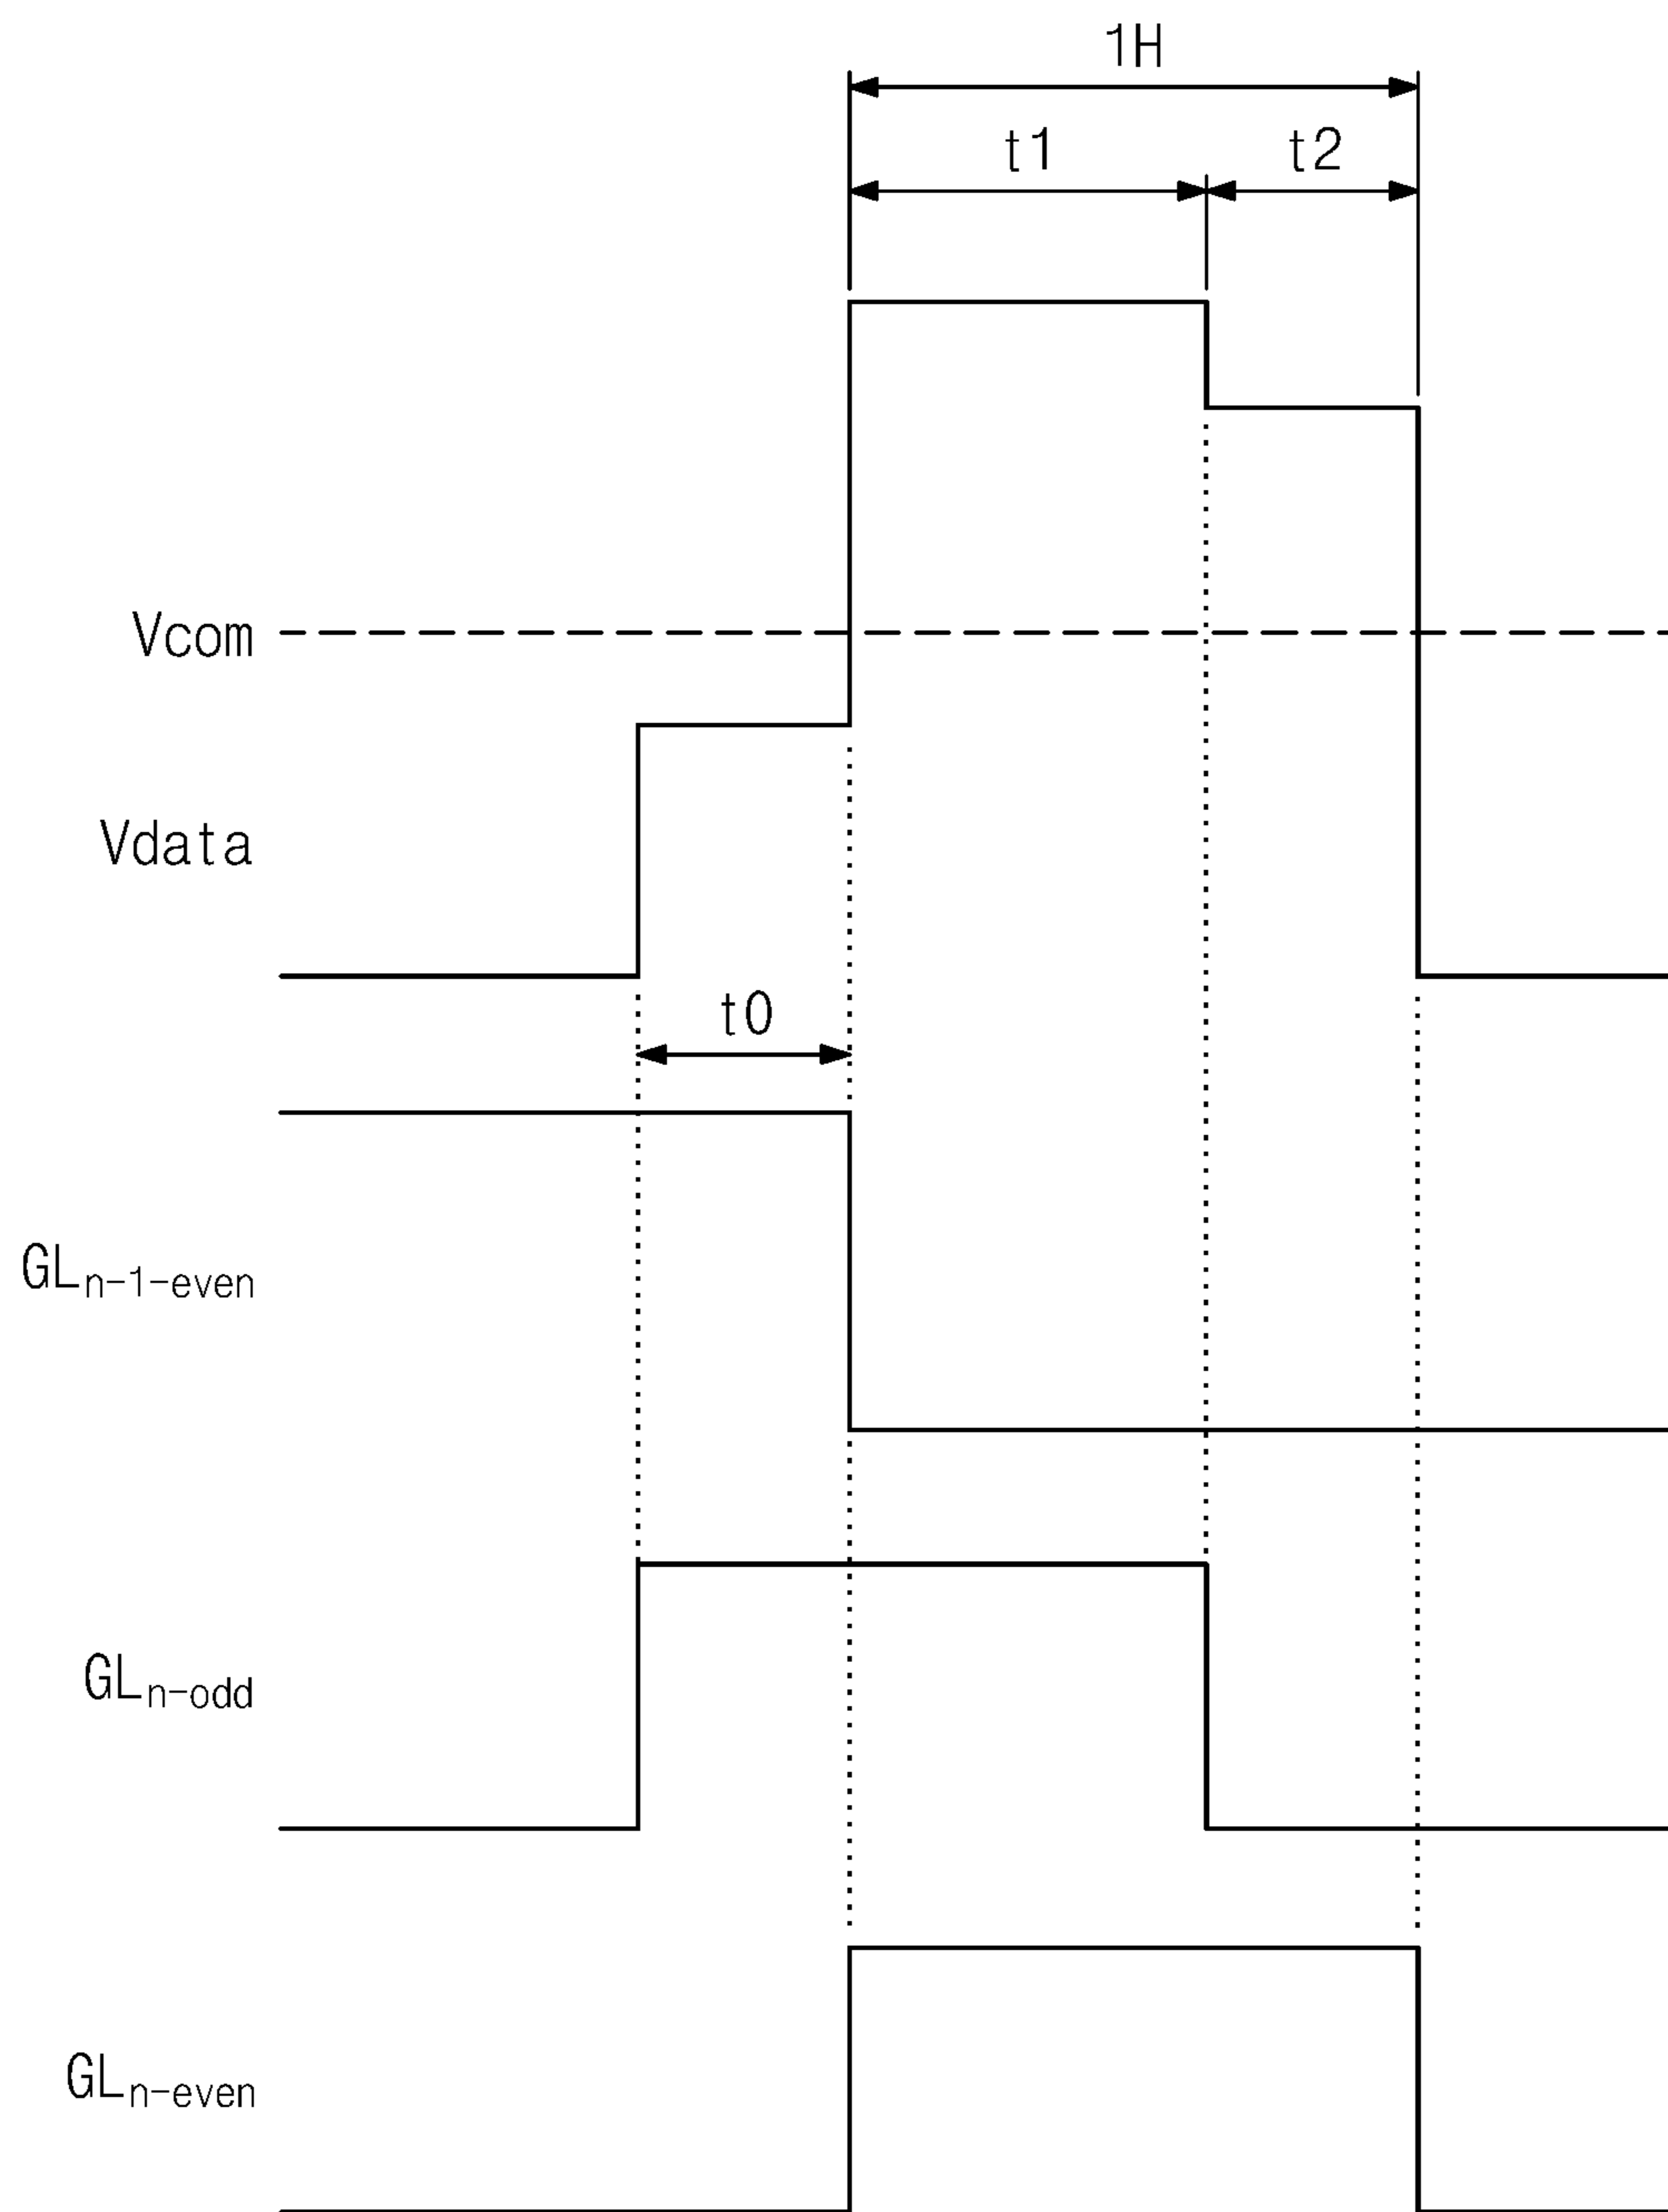 1H
t1 t2
Vcom
Vdata
t0
GLn-1-even
GLn-odd
GLn-even